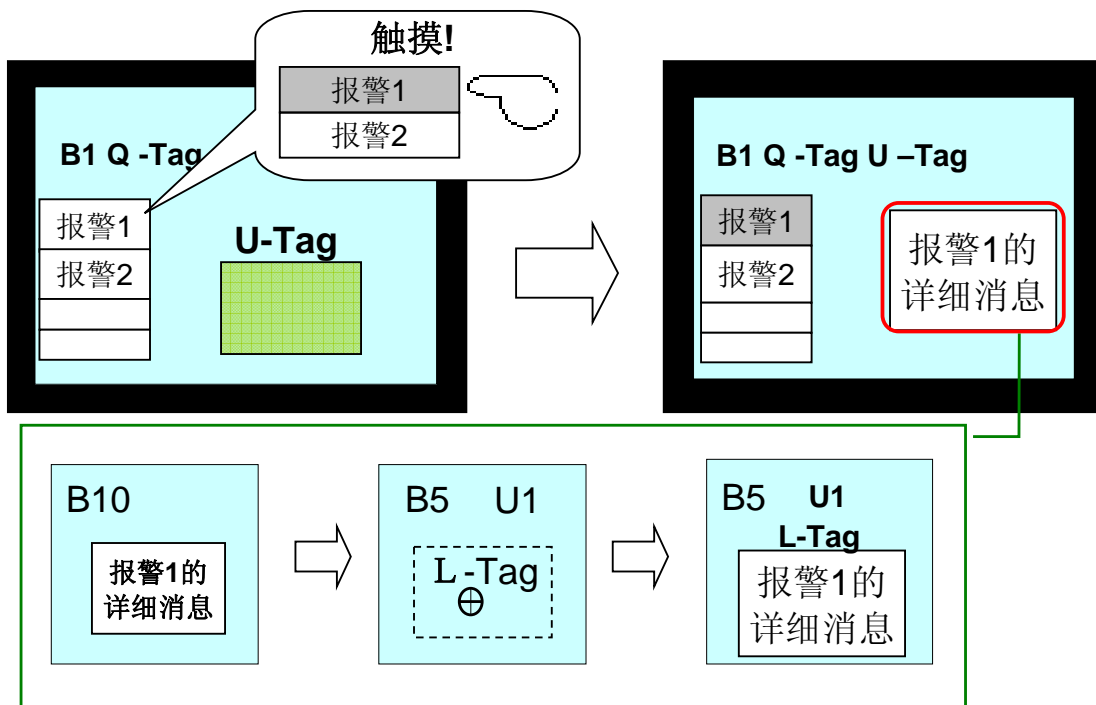 触摸!
报警1
报警2
B1 Q -Tag
报警1
报警2
U-Tag
B1 Q -Tag U –Tag
报警1
报警2
报警1的
详细消息
B10
报警1的
详细消息
B5 U1
L -Tag
B5 U1
L-Tag
报警1的
详细消息